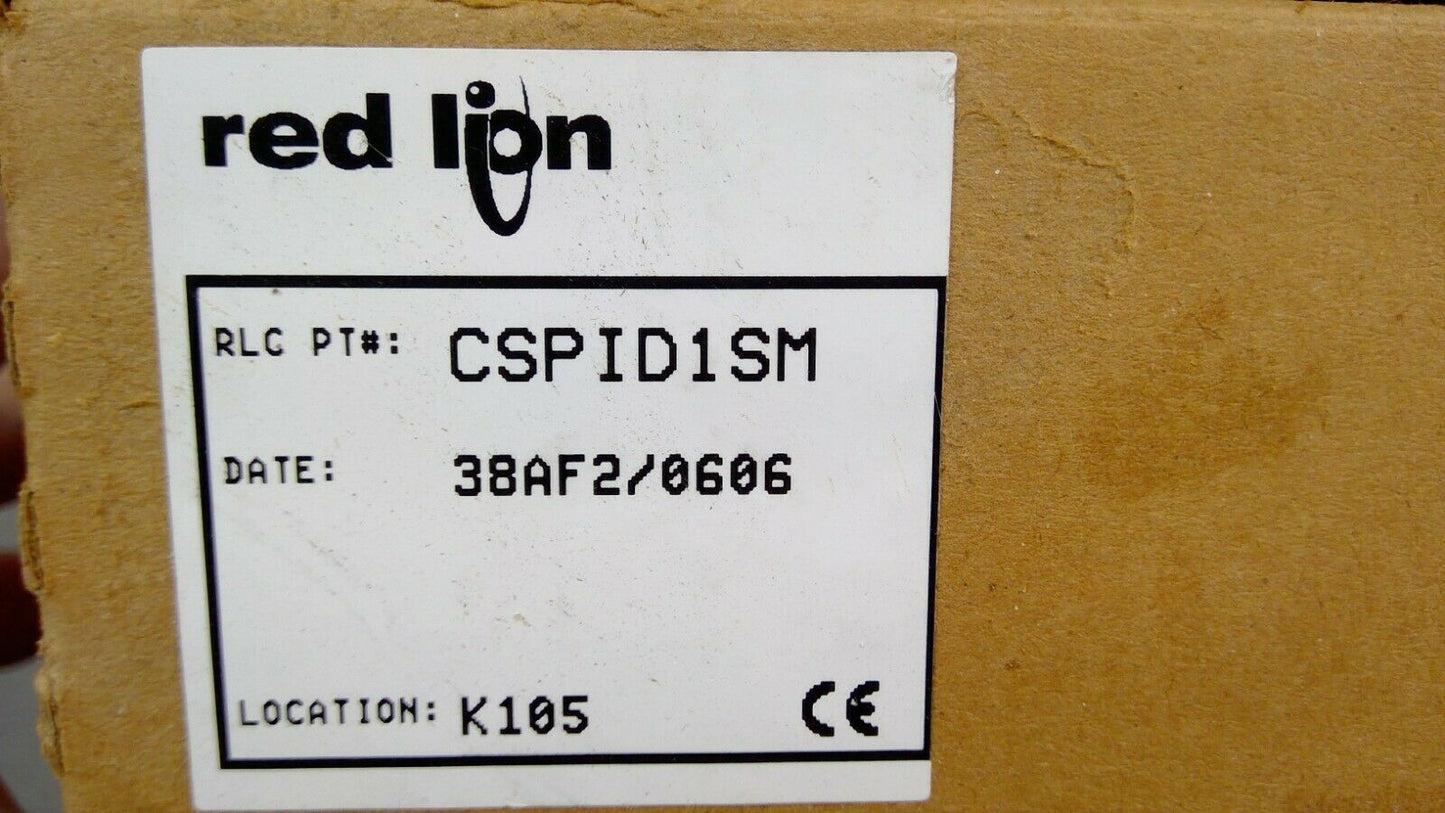 red lion
RLC PT#: CSPID1SM
DATE: 38AF2/0606
LOCATION: K105 CE